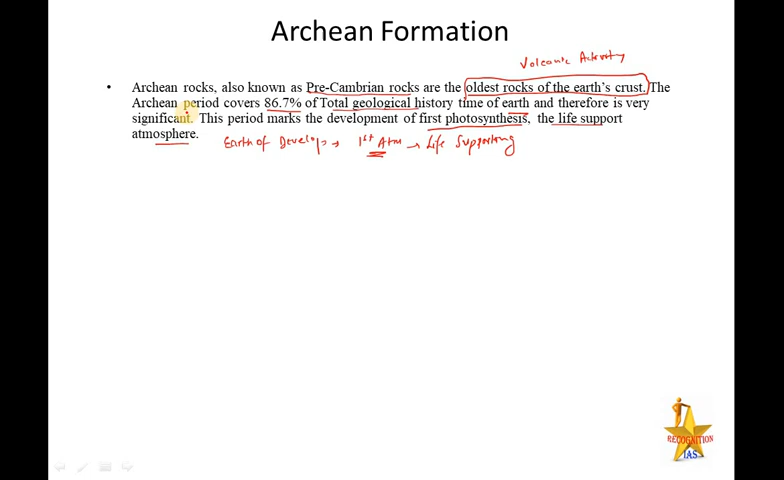 Archean Formation
Volcanic Activity
• Archean rocks, also known as Pre-Cambrian rocks are the oldest rocks of the earth's crust. The
Archean period covers 86.7% of Total geological history time of earth and therefore is very
significant. This period marks the development of first photosynthesis, the life support
atmosphere.
Earth of Develop → 1st Atm → Life Supporting
RECOGNITION
IAS